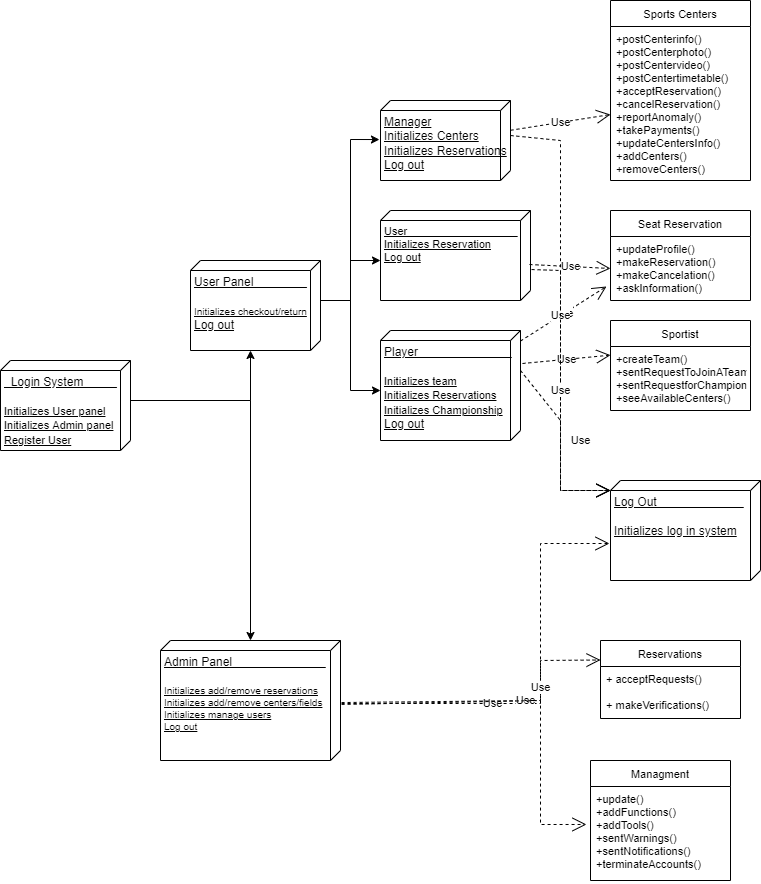 Sports Centers
+postCenterinfo()
+postCenterphoto()
+postCentervideo()
+postCentertimetable()
+acceptReservation()
+cancelReservation()
+reportAnomaly()
+takePayments()
+updateCentersInfo()
+addCenters()
+removeCenters()
Manager
Initializes Centers
Initializes Reservations
Log out
Use
User
Initializes Reservation
Log out
Use
Seat Reservation
+updateProfile()
+makeReservation()
+makeCancelation()
+askInformation()
User Panel
Initializes checkout/return
Log out
Use
Player
Initializes team
Initializes Reservations
Initializes Championship
Log out
Use
Sportist
+createTeam()
+sentRequestToJoinATeam
+sentRequestforChampion
+seeAvailableCenters()
Login System
Initializes User panel
Initializes Admin panel
Register User
Use
Use
Log Out
Initializes log in system
Admin Panel
Initializes add/remove reservations
Initializes add/remove centers/fields
Initializes manage users
Log out
Use
Use
Use
Reservations
+ acceptRequests()
+ makeVerifications()
Managment
+update()
+addFunctions()
+addTools()
+sentWarnings()
+sentNotifications()
+terminateAccounts()